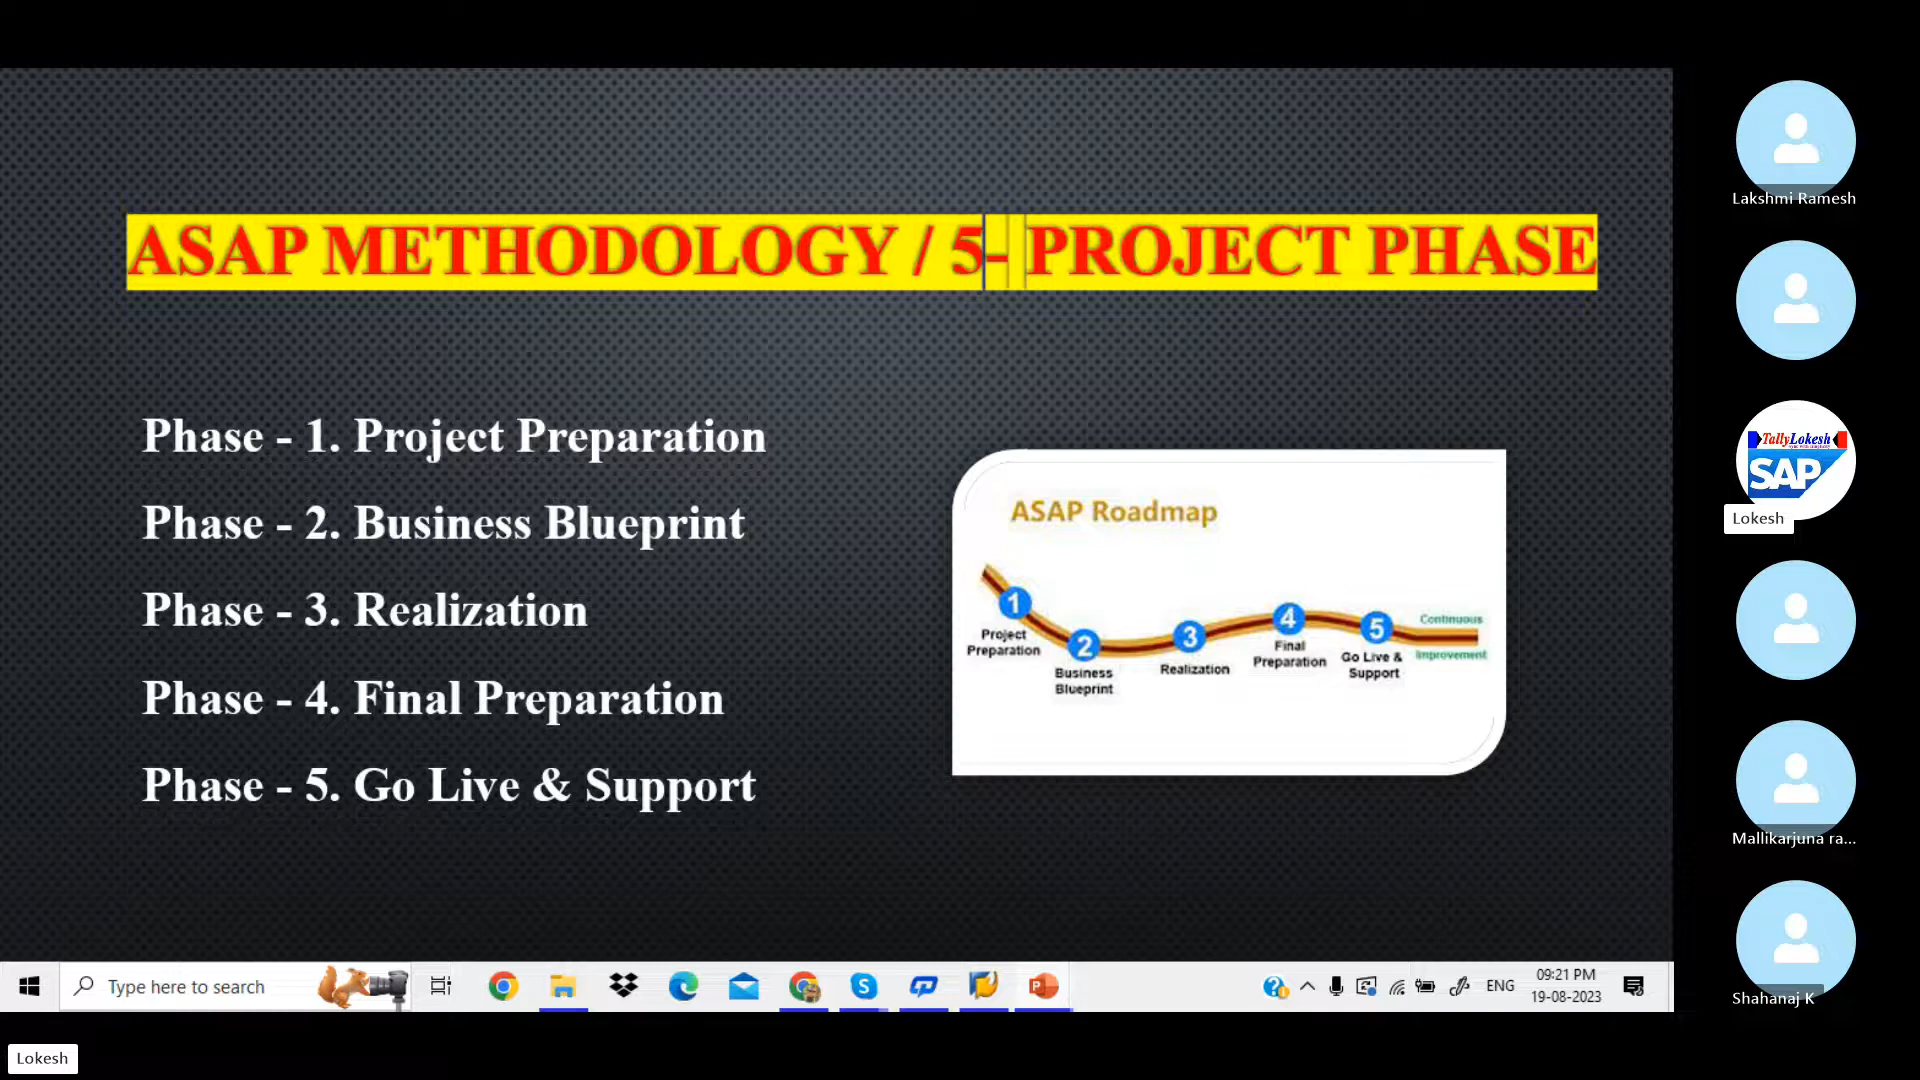 ASAP METHODOLOGY / 5- PROJECT PHASE
Phase - 1. Project Preparation
Phase - 2. Business Blueprint
Phase - 3. Realization
Phase - 4. Final Preparation
Phase - 5. Go Live & Support
ASAP Roadmap
1
Project
Preparation
2
Business
Blueprint
3
Realization
4
Final
Preparation
5
Go Live &
Support
Continuous
Improvement
Lakshmi Ramesh
TallyLokesh
SAP
Lokesh
Mallikarjuna ra...
Shahanaj K
Type here to search
ENG
09:21 PM
19-08-2023
Lokesh